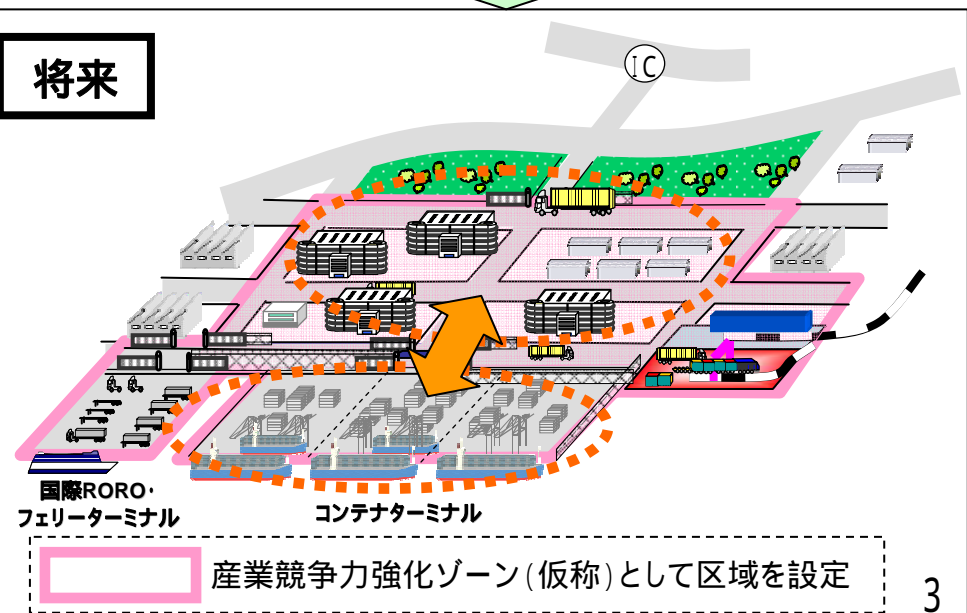 将来
IC
国際RORO・
フェリーターミナル
コンテナターミナル
産業競争力強化ゾーン(仮称)として区域を設定
3